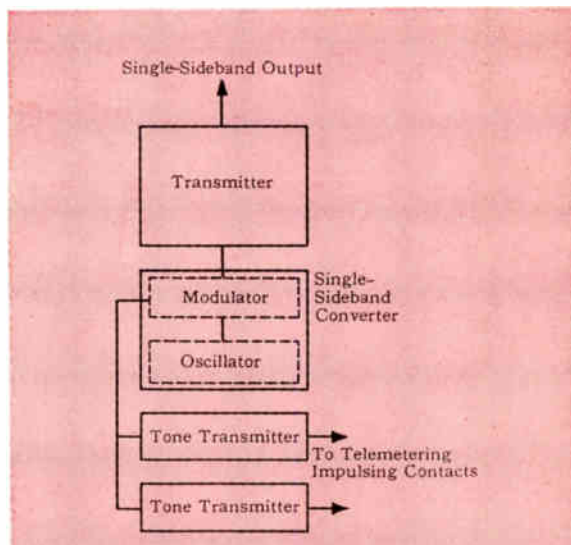 Single-Sideband Output
Transmitter
Modulator
Single-
Sideband
Converter
Oscillator
Tone Transmitter
To Telemetering
Impulsing Contacts
Tone Transmitter